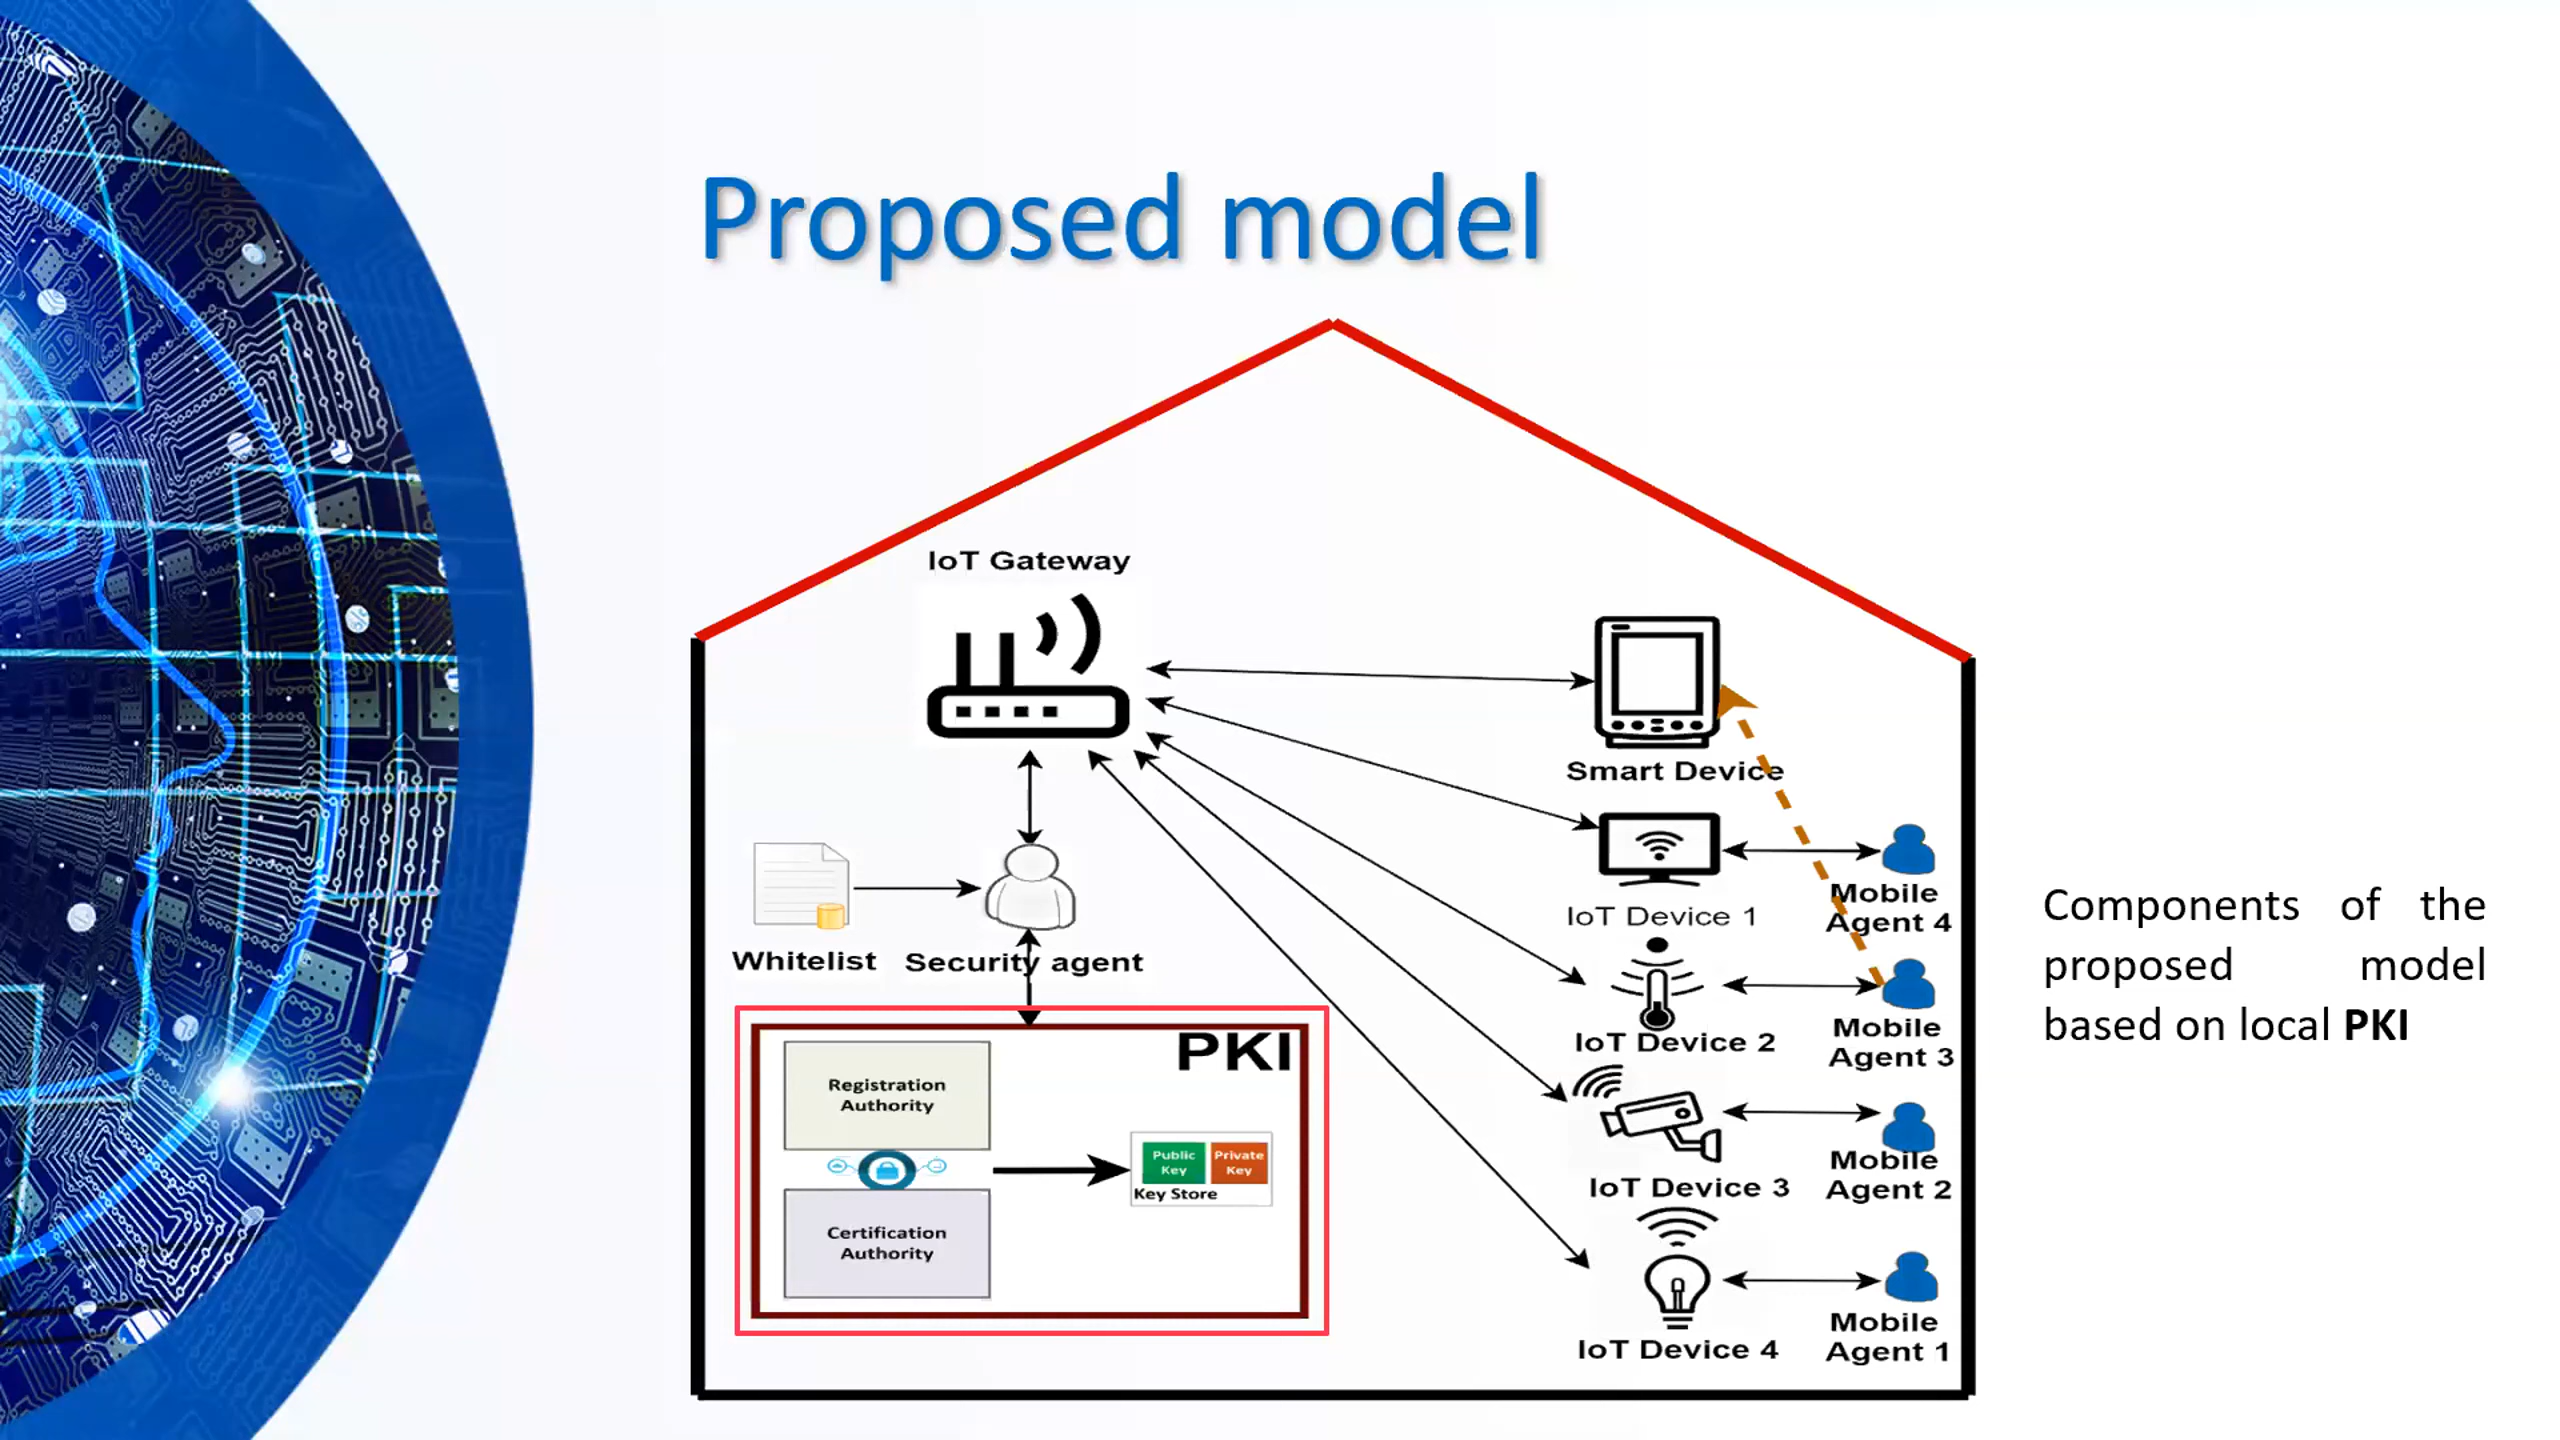 Proposed model
IoT Gateway
Smart Device
IoT Device 1
Mobile
Agent 4
Whitelist
Security agent
IoT Device 2
Mobile
Agent 3
PKI
Registration
Authority
Public
Key
Private
Key
Key Store
Certification
Authority
IoT Device 3
Mobile
Agent 2
IoT Device 4
Mobile
Agent 1
Components of the
proposed model
based on local PKI